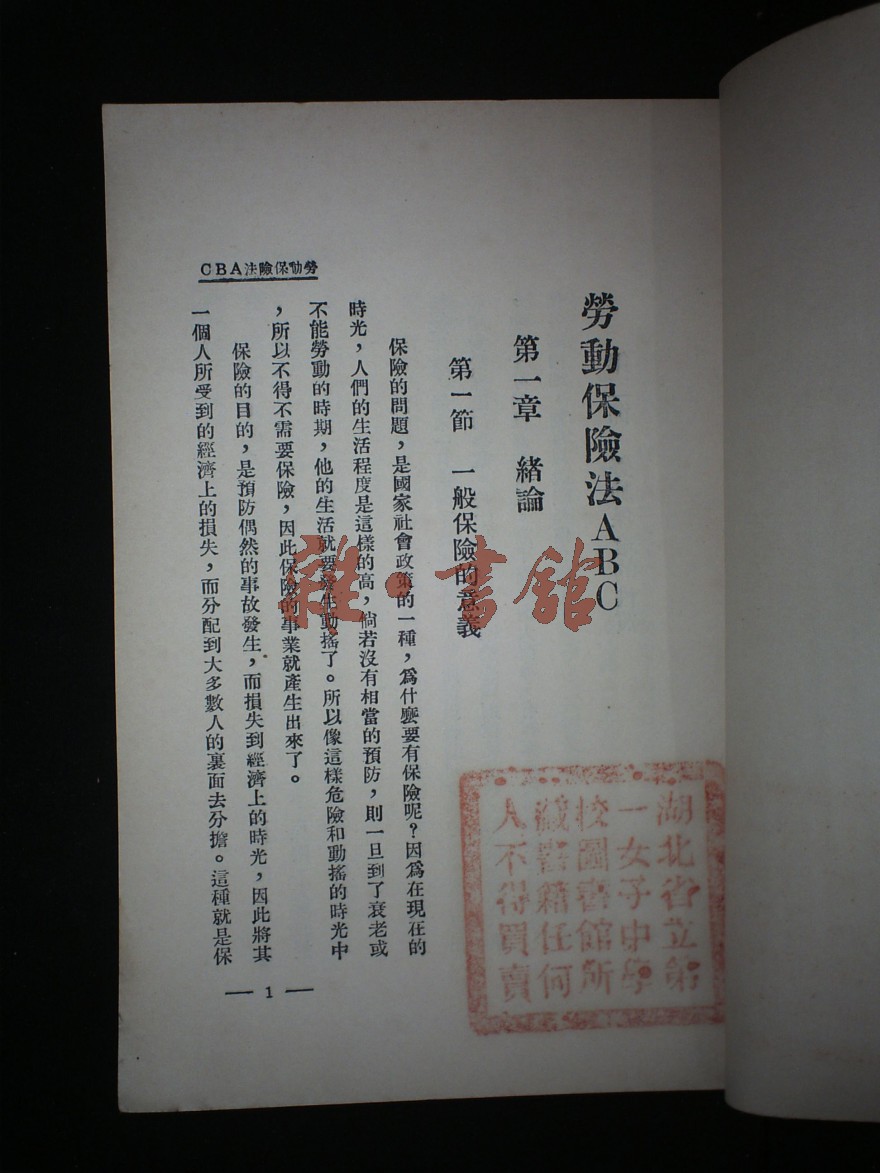 勞動保險法ABC
第一章　緒論
第一節　一般保險的意義
保險的問題，是國家社會政策的一種，爲什麽要有保險呢？因爲在現在的
時光，人們的生活程度是這樣的高，倘若沒有相當的預防，則一旦到了衰老或
不能勞動的時期，他的生活就要發生動搖了。所以像這樣危險和動搖的時光中
，所以不得不需要保險，因此保險的事業就產生出來了。
保險的目的，是預防偶然的事故發生，而損失到經濟上的時光，因此將其
一個人所受到的經濟上的損失，而分配到大多數人的裏面去分擔。這種就是保
CBA法險保動勞
— 1 —
湖北省立第
一女子中學
校圖書館所
藏書籍任何
人不得買賣
雜·書館